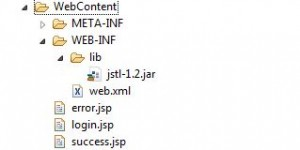 WebContent
META-INF
WEB-INF
lib
jstl-1.2.jar
web.xml
error.jsp
login.jsp
success.jsp